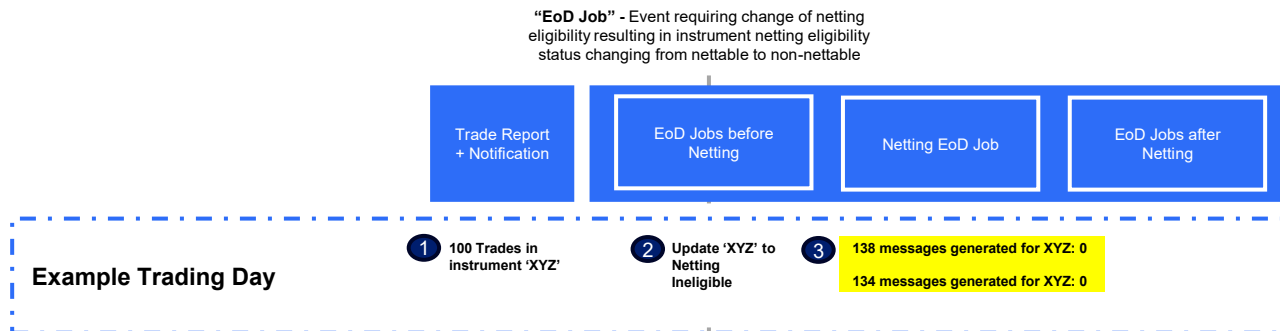 “EoD Job” - Event requiring change of netting
eligibility resulting in instrument netting eligibility
status changing from nettable to non-nettable
Trade Report
+ Notification
EoD Jobs before
Netting
Netting EoD Job
EoD Jobs after
Netting
Example Trading Day
1
100 Trades in
instrument ‘XYZ’
2
Update ‘XYZ’ to
Netting
Ineligible
3
138 messages generated for XYZ: 0
134 messages generated for XYZ: 0